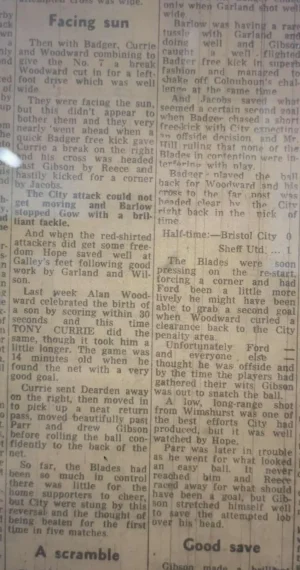 Facing sun
Then with Badger, Currie
and Woodward combining to
give the No. 7 a break
Woodward cut in for a left-
foot drive which was well
wide.
They were facing the sun,
but this didn't appear to
bother them and they very
nearly went ahead when a
quick Badger free kick gave
Currie a break on the right
and his cross was headed
past Gibson by Reece and
hastily kicked for a corner
by Jacobs.
The City attack could not
get moving and Barlow
stopped Gow with a bril-
liant tackle.
And when the red-shirted
attackers did get some free-
dom Hope saved well at
Galley's feet following good
work by Garland and Wil-
son.
Last week Alan Wood-
ward celebrated the birth of
a son by scoring within 30
seconds and this time
TONY CURRIE did the
same, though it took him a
little longer. The game was
14 minutes old when he
found the net with a very
good goal.
Currie sent Dearden away
on the right, then moved in
to pick up a neat return
pass, moved beautifully past
Parr and drew Gibson
before rolling the ball con-
fidently to the back of the
net.
So far, the Blades had
been so much in control
there was little for the
home supporters to cheer,
but City were stung by this
reversal and the thought of
being beaten for the first
time in five matches.
A scramble
only when Garland shot well
wide.
Barlow was having a rare
tussle with Garland and
doing well and Gibson
caught a well flighted
Badger free kick in superb
fashion and managed to
shake off Colquhoun's chal-
lenge at the same time
And Jacobs saved what
seemed a certain second goal
when Badger chased a short
free-kick with City expecting
an offside decision, and Mr.
Hill ruling that none of the
Blades in contention were in-
terfering with play.
Badger played the ball
back for Woodward and his
cross to the far post was
headed clear by the City
right back in the nick of
time
Half-time:—Bristol City 0
Sheff Utd. ... 1
The Blades were soon
pressing on the re-start,
forcing a corner and had
Ford been a little more
lively he might have been
able to grab a second goal
when Woodward curled a
clearance back to the City
penalty area.
Unfortunately Ford —
and everyone else —
thought he was offside and
by the time the players had
gathered their wits Gibson
was out to snatch the ball.
A low, long-range shot
from Wimshurst was one of
the best efforts City had
produced, but it was well
watched by Hope.
Parr was later in trouble
as he went for what looked
an easy ball. It never
reached him and Reece
raced away for what should
have been a goal, but Gib-
son stretched himself well
to save the attempted lob
over his head.
Good save
Gibson made a